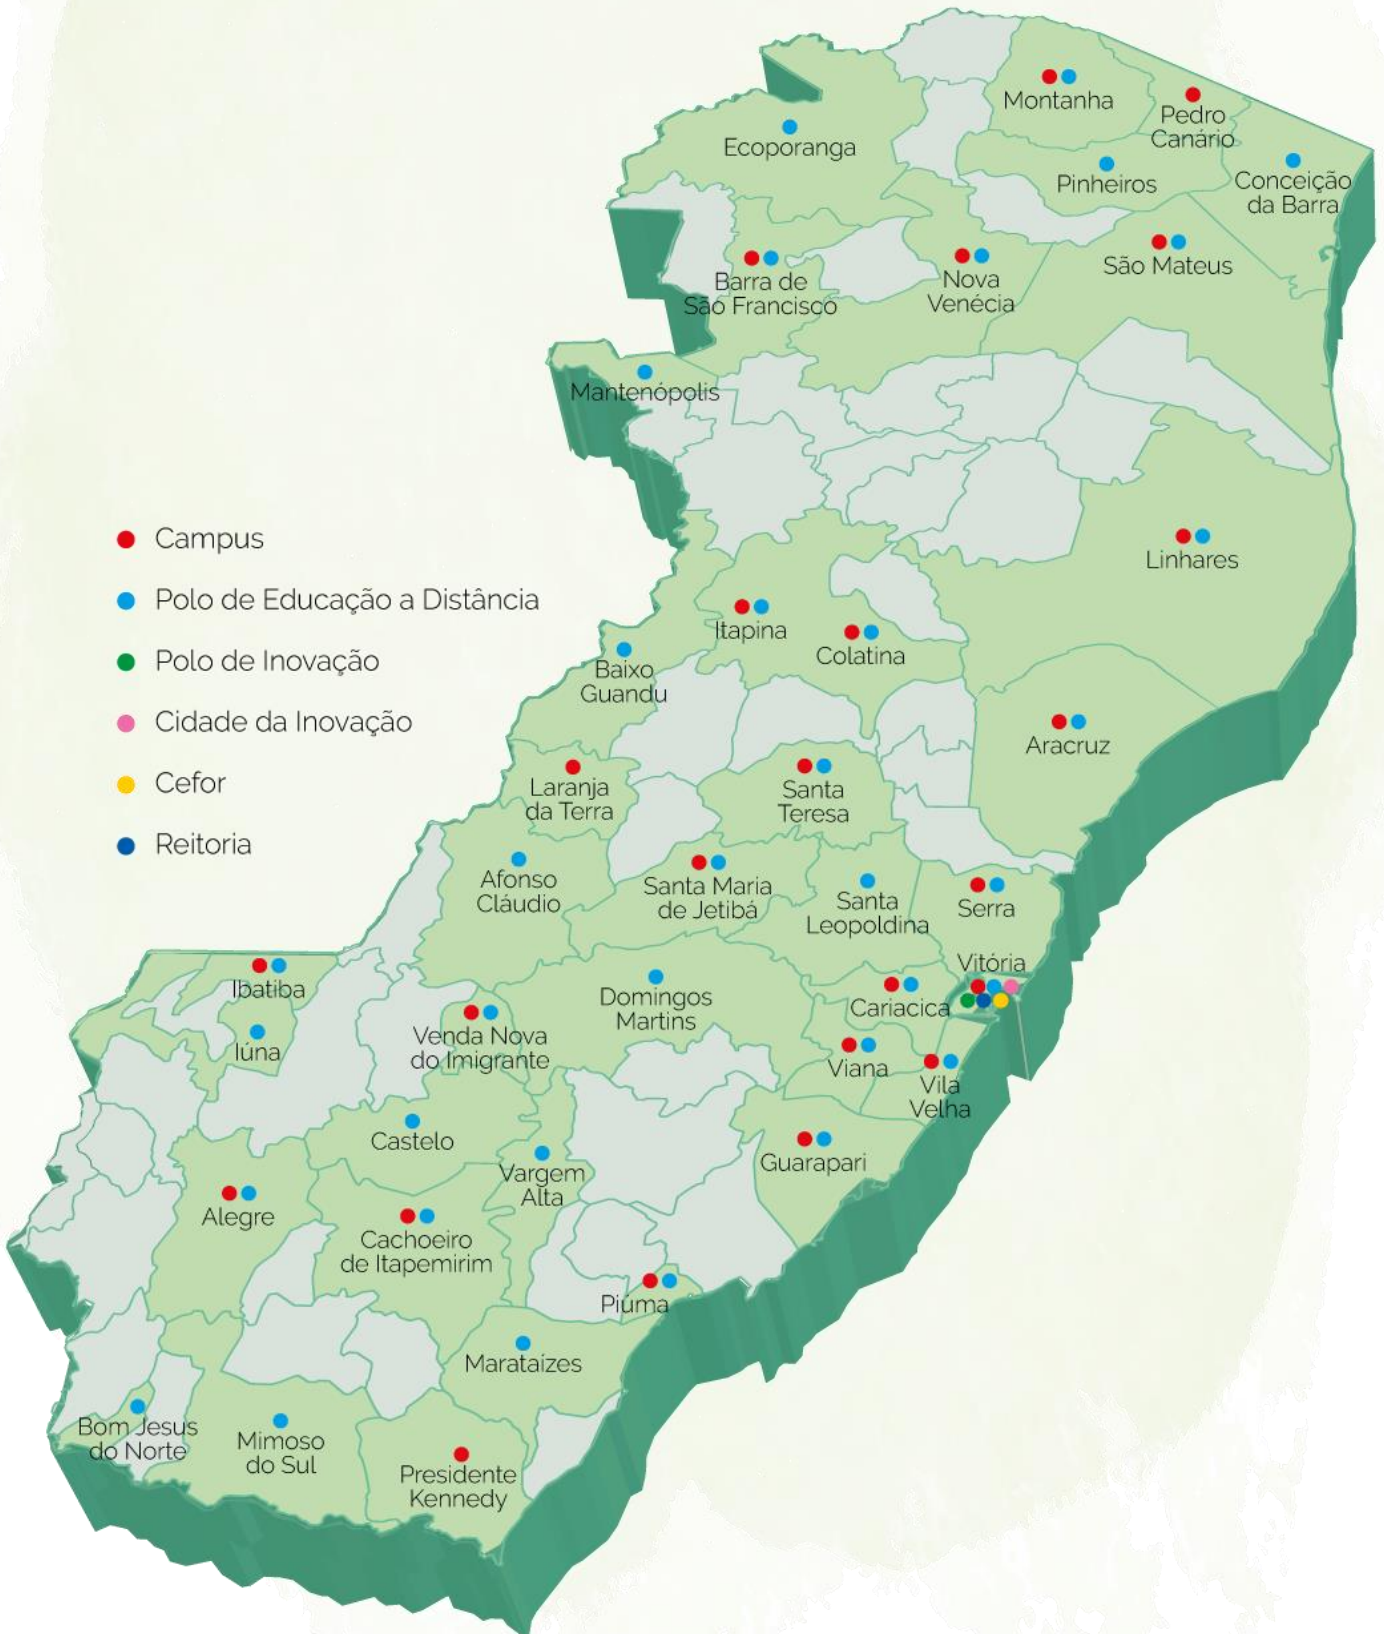 Montanha
Pedro
Canário
Ecoporanga
Pinheiros
Conceição
da Barra
São Mateus
Barra de
São Francisco
Nova
Venécia
Mantenópolis
Campus
Polo de Educação a Distância
Polo de Inovação
Cidade da Inovação
Cefor
Reitoria
Linhares
Itapina
Colatina
Baixo
Guandu
Aracruz
Laranja
da Terra
Santa
Teresa
Afonso
Cláudio
Santa Maria
de Jetibá
Santa
Leopoldina
Serra
Vitória
Ibatiba
Domingos
Martins
Cariacica
Iúna
Venda Nova
do Imigrante
Viana
Vila
Velha
Castelo
Vargem
Alta
Guarapari
Alegre
Cachoeiro
de Itapemirim
Piúma
Marataízes
Bom Jesus
do Norte
Mimoso
do Sul
Presidente
Kennedy